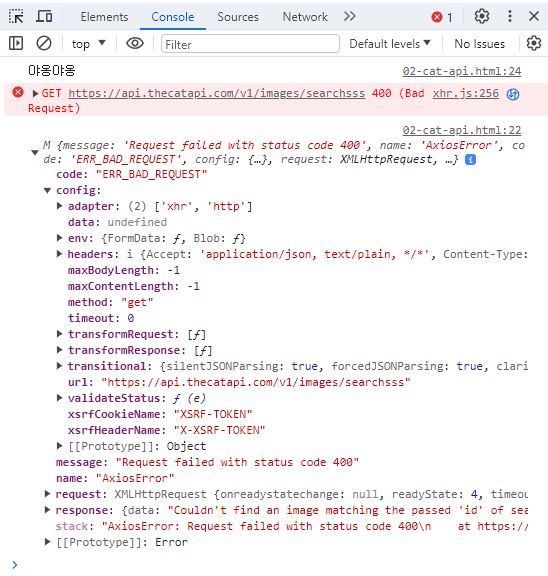 Elements Console Sources Network >> 1
top Filter Default levels No Issues
야옹야옹 02-cat-api.html:24
GET https://api.thecatapi.com/v1/images/searchsss 400 (Bad xhr.js:256
Request)
02-cat-api.html:22
M {message: 'Request failed with status code 400', name: 'AxiosError', co
de: 'ERR_BAD_REQUEST', config: {…}, request: XMLHttpRequest, …} i
code: "ERR_BAD_REQUEST"
config:
adapter: (2) ['xhr', 'http']
data: undefined
env: {FormData: ƒ, Blob: ƒ}
headers: i {Accept: 'application/json, text/plain, */*', Content-Type:
maxBodyLength: -1
maxContentLength: -1
method: "get"
timeout: 0
transformRequest: [ƒ]
transformResponse: [ƒ]
transitional: {silentJSONParsing: true, forcedJSONParsing: true, clari
url: "https://api.thecatapi.com/v1/images/searchsss"
validateStatus: ƒ (e)
xsrfCookieName: "XSRF-TOKEN"
xsrfHeaderName: "X-XSRF-TOKEN"
[[Prototype]]: Object
message: "Request failed with status code 400"
name: "AxiosError"
request: XMLHttpRequest {onreadystatechange: null, readyState: 4, timeou
response: {data: "Couldn't find an image matching the passed 'id' of sea
stack: "AxiosError: Request failed with status code 400\n    at https:/
[[Prototype]]: Error